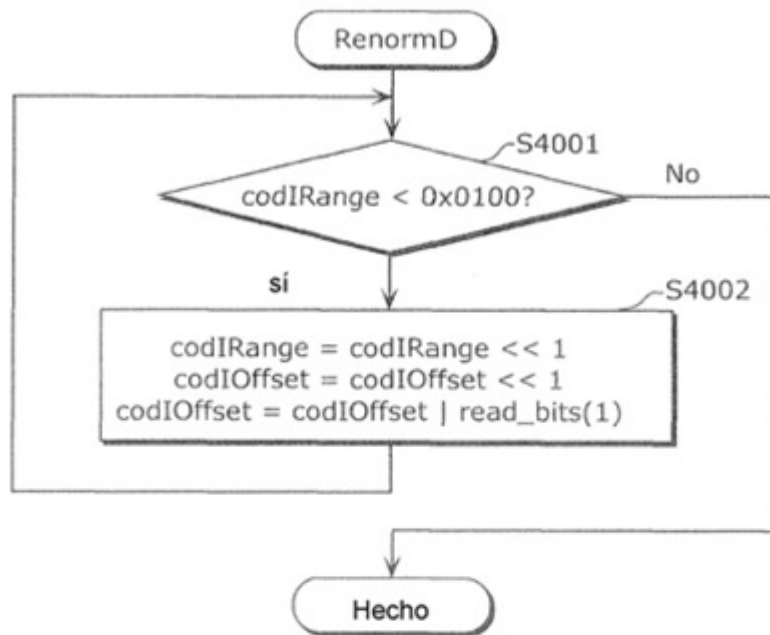 RenormD
S4001
codIRange < 0x0100?
No
sí
S4002
codIRange = codIRange << 1
codIOffset = codIOffset << 1
codIOffset = codIOffset | read_bits(1)
Hecho